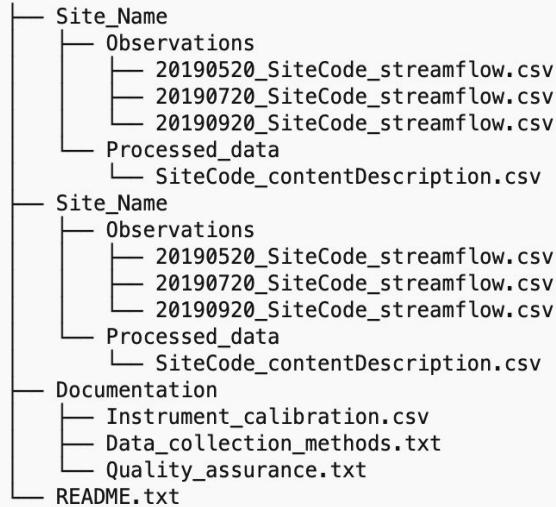 ├── Site_Name
│   ├── Observations
│   │   ├── 20190520_SiteCode_streamflow.csv
│   │   ├── 20190720_SiteCode_streamflow.csv
│   │   └── 20190920_SiteCode_streamflow.csv
│   └── Processed_data
│       └── SiteCode_contentDescription.csv
├── Site_Name
│   ├── Observations
│   │   ├── 20190520_SiteCode_streamflow.csv
│   │   ├── 20190720_SiteCode_streamflow.csv
│   │   └── 20190920_SiteCode_streamflow.csv
│   └── Processed_data
│       └── SiteCode_contentDescription.csv
├── Documentation
│   ├── Instrument_calibration.csv
│   ├── Data_collection_methods.txt
│   └── Quality_assurance.txt
└── README.txt